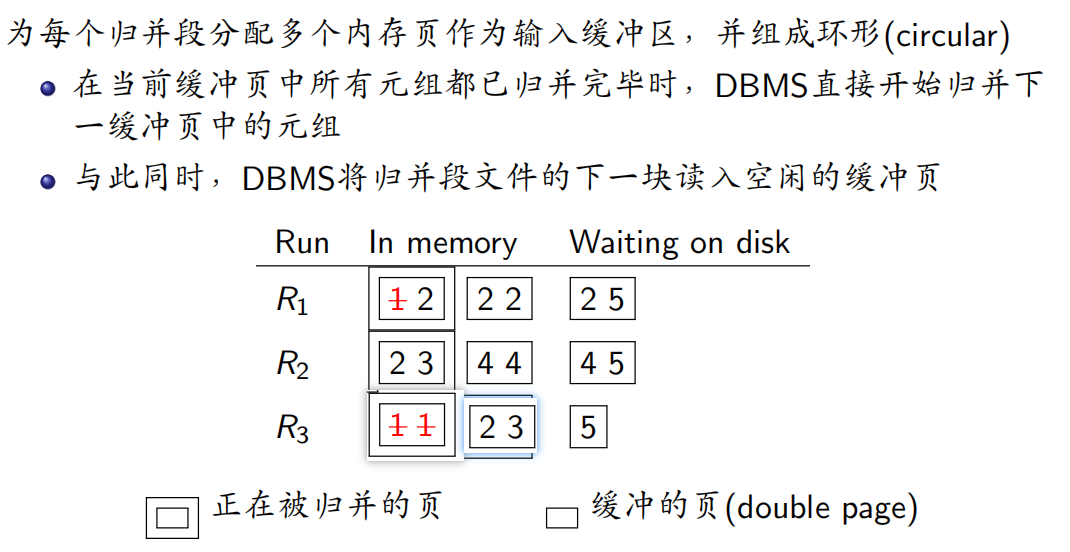 为每个归并段分配多个内存页作为输入缓冲区，并组成环形(circular)
在当前缓冲页中所有元组都已归并完毕时，DBMS直接开始归并下
一缓冲页中的元组
与此同时，DBMS将归并段文件的下一块读入空闲的缓冲页
Run In memory Waiting on disk
R1 1 2 2 2 2 5
R2 2 3 4 4 4 5
R3 1 1 2 3 5
正在被归并的页 缓冲的页(double page)